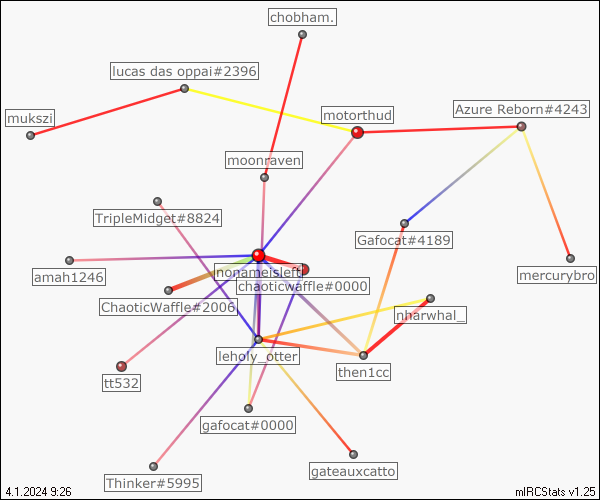 chobham.
lucas das oppai#2396
mukszi
motorthud
Azure Reborn#4243
moonraven
TripleMidget#8824
Gafocat#4189
amah1246
nonameisleft
mercurybro
chaoticwaffle#0000
ChaoticWaffle#2006
nharwhal_
leholy_otter
then1cc
tt532
gafocat#0000
gateauxcatto
Thinker#5995
4.1.2024 9:26
mIRCStats v1.25